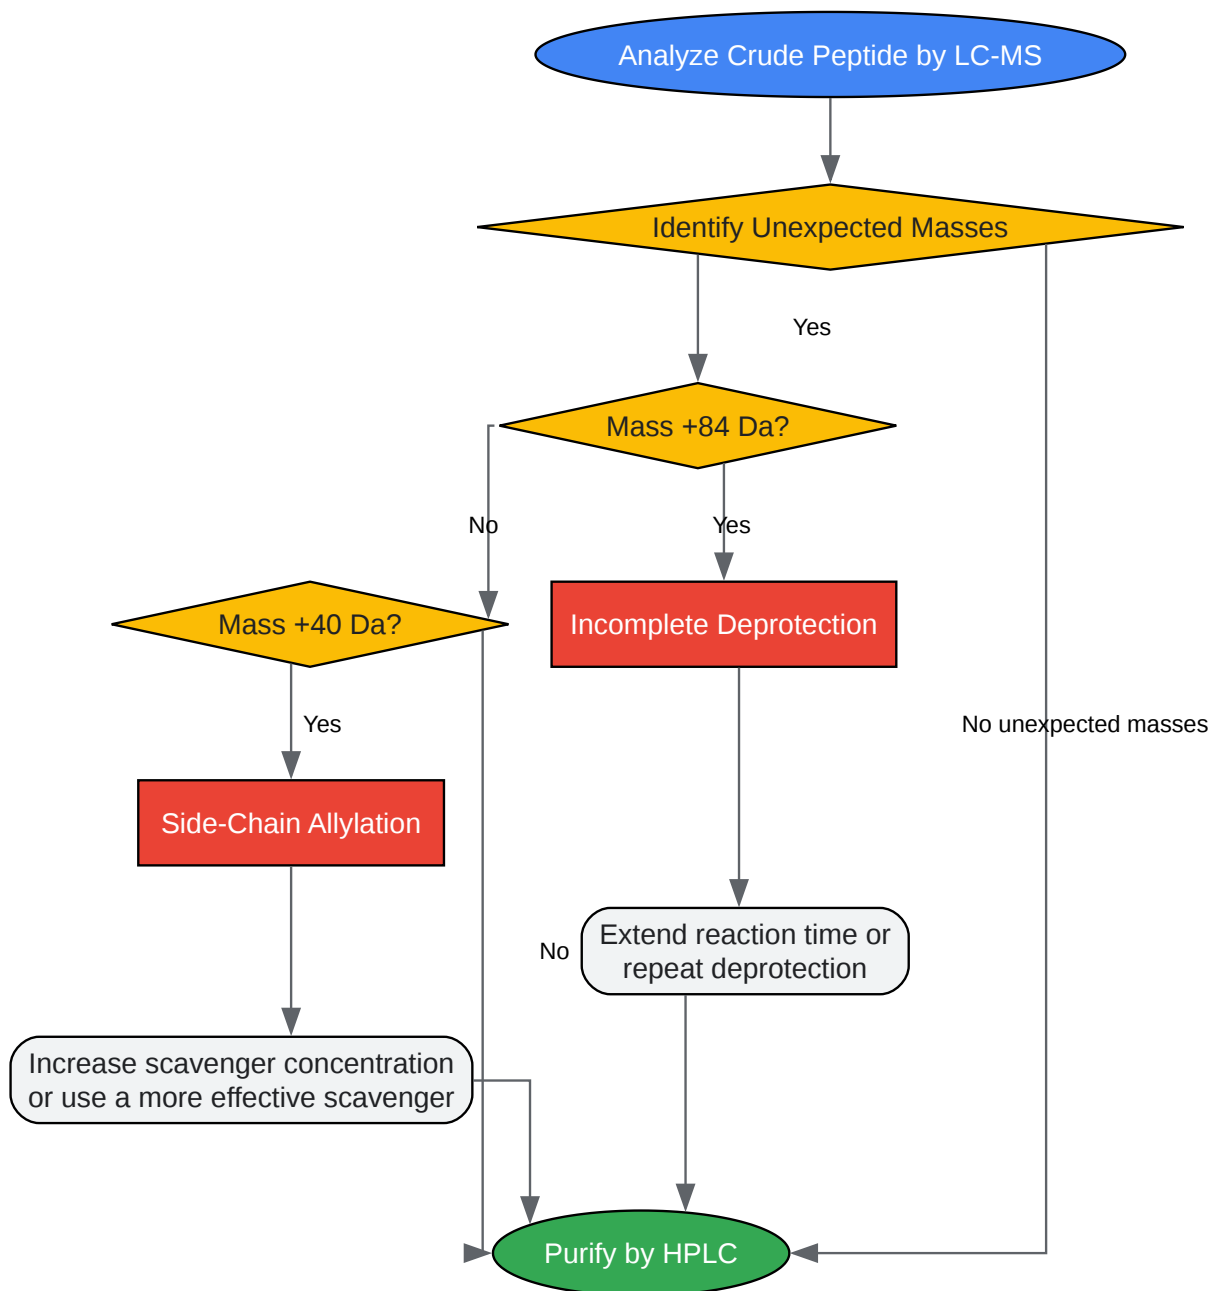 Analyze Crude Peptide by LC-MS
Identify Unexpected Masses
Yes
Mass +84 Da?
No
Yes
Mass +40 Da?
Incomplete Deprotection
Yes
No unexpected masses
Side-Chain Allylation
Extend reaction time or
repeat deprotection
No
Increase scavenger concentration
or use a more effective scavenger
Purify by HPLC